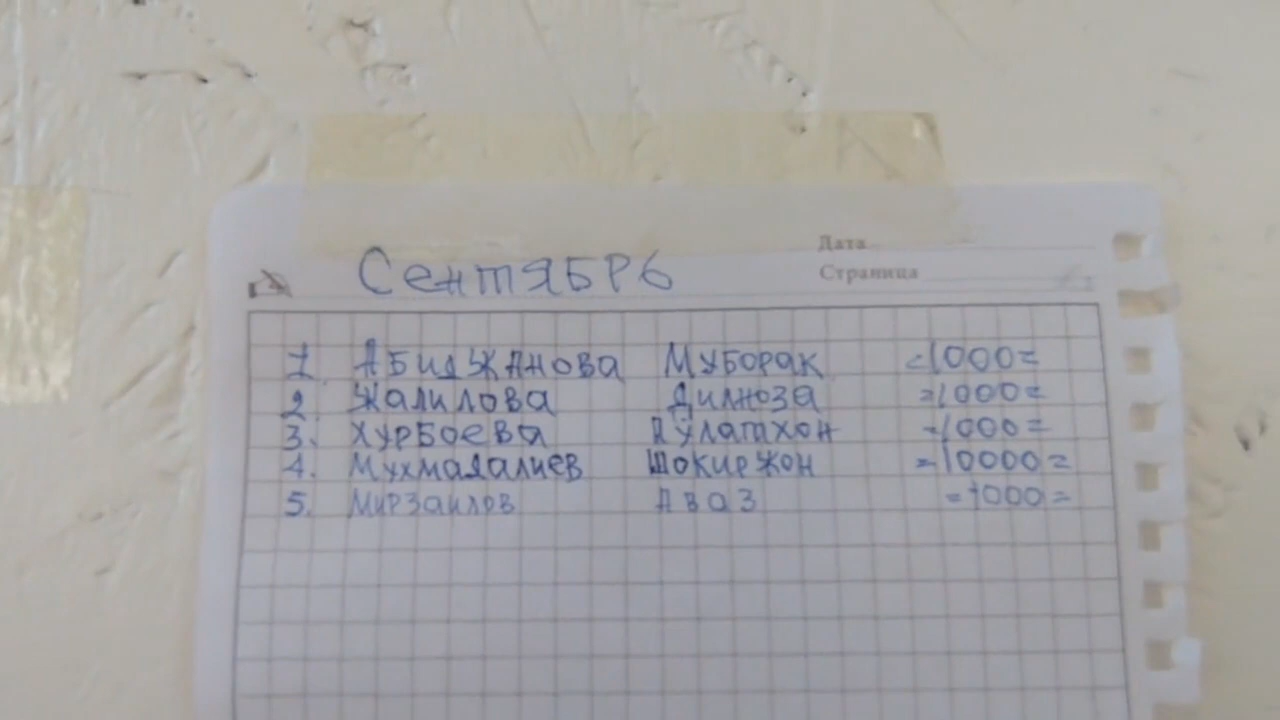 Дата
Сентябрь
Страница
1. Абиджанова Муборак =1000=
2. Жалилова Дилноза =1000=
3. Хурбоева Пулатхон =1000=
4. Мухмадалиев Шокиржон =10000=
5. Мирзаилов Аваз =1000=